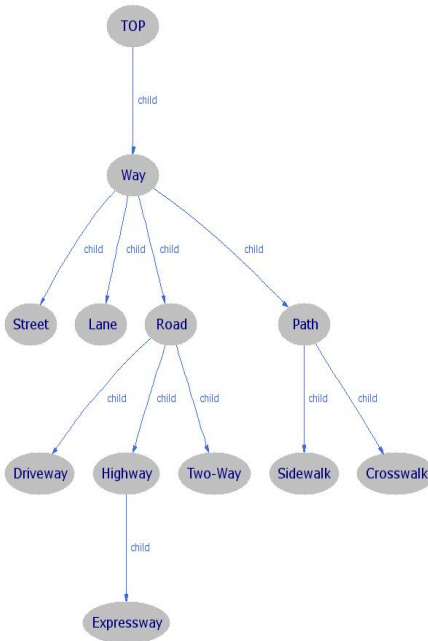 TOP
child
Way
child child child child
Street Lane Road Path
child child child child child
Driveway Highway Two-Way Sidewalk Crosswalk
child
Expressway